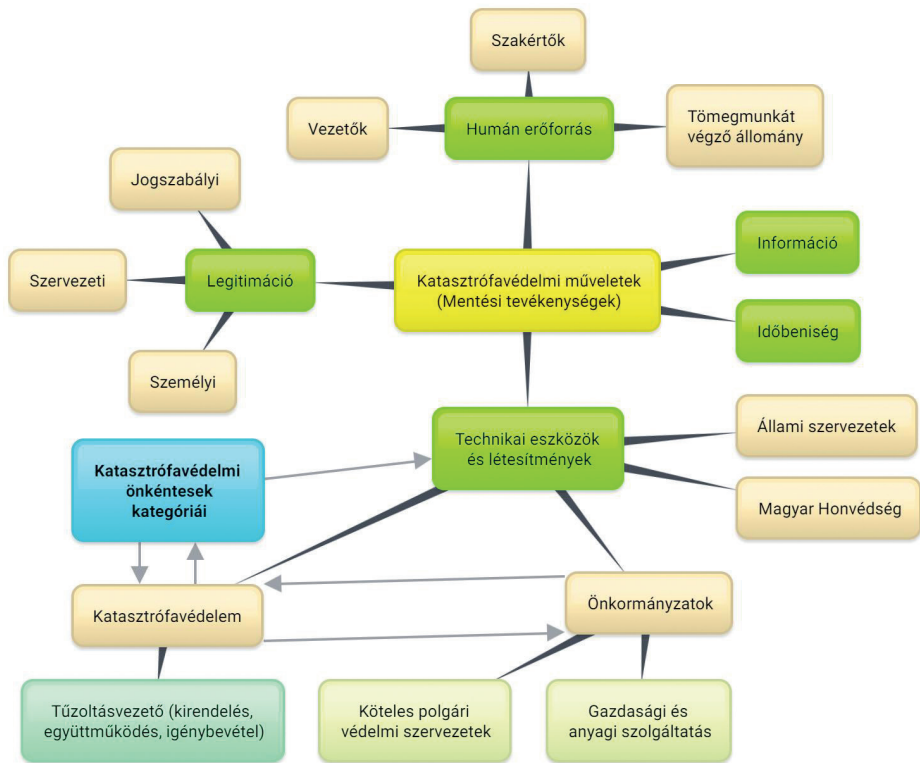 Szakértők
Vezetők
Humán erőforrás
Tömegmunkát
végző állomány
Jogszabályi
Szervezeti
Legitimáció
Személyi
Katasztrófavédelmi műveletek
(Mentési tevékenységek)
Információ
Időbeniség
Technikai eszközök
és létesítmények
Állami szervezetek
Magyar Honvédség
Katasztrófavédelmi
önkéntesek
kategóriái
Katasztrófavédelem
Önkormányzatok
Tűzoltásvezető (kirendelés,
együttműködés, igénybevétel)
Köteles polgári
védelmi szervezetek
Gazdasági és
anyagi szolgáltatás